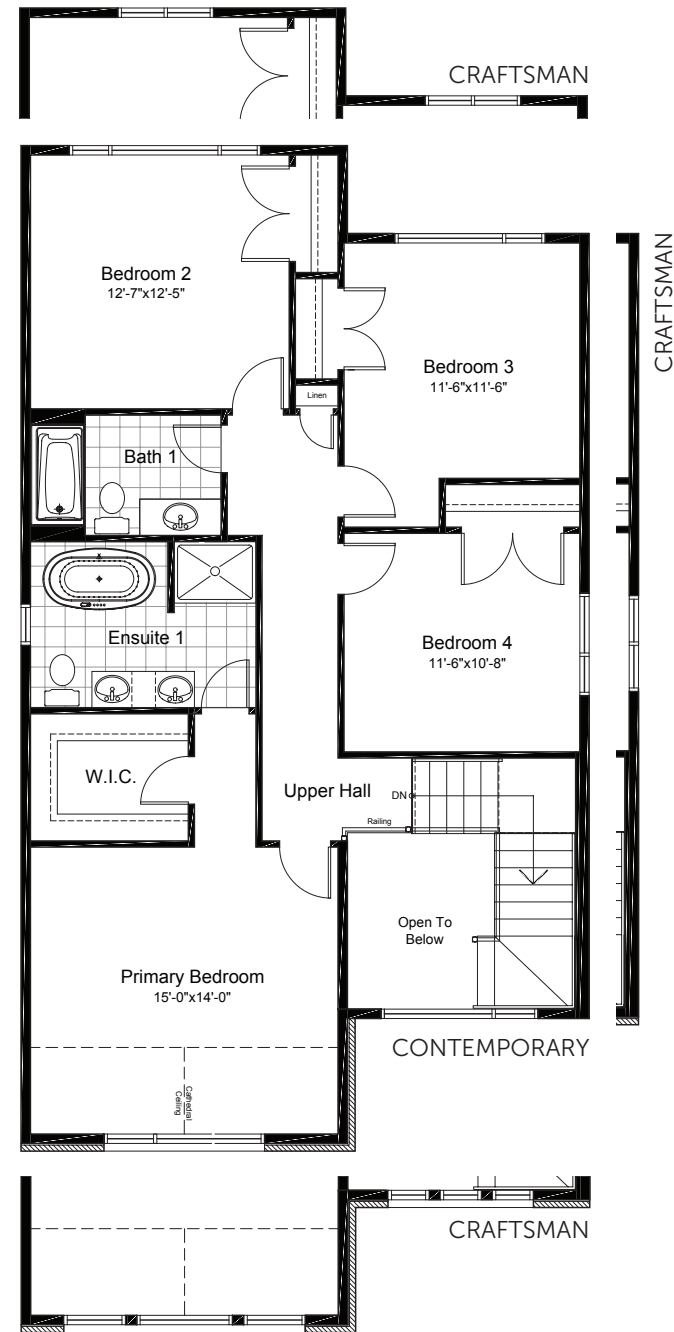 CRAFTSMAN
Bedroom 2
12'-7"x12'-5"
CRAFTSMAN
Bedroom 3
11'-6"x11'-6"
Linen
Bath 1
Ensuite 1
Bedroom 4
11'-6"x10'-8"
W.I.C.
Upper Hall
DN
Railing
Open To
Below
Primary Bedroom
15'-0"x14'-0"
CONTEMPORARY
Cathedral
Ceiling
CRAFTSMAN